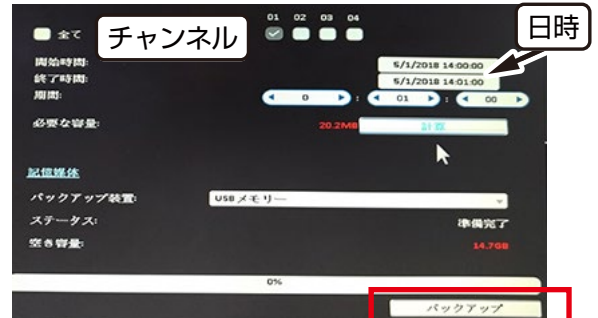 01 02 03 04
全て
チャンネル
日時
開始時間:
5/1/2018 14:00:00
終了時間:
5/1/2018 14:01:00
期間:
0 : 01 : 00
必要な容量:
20.2MB
計算
記憶媒体
バックアップ装置:
USB メモリー
ステータス:
準備完了
空き容量:
14.7GB
0%
バックアップ